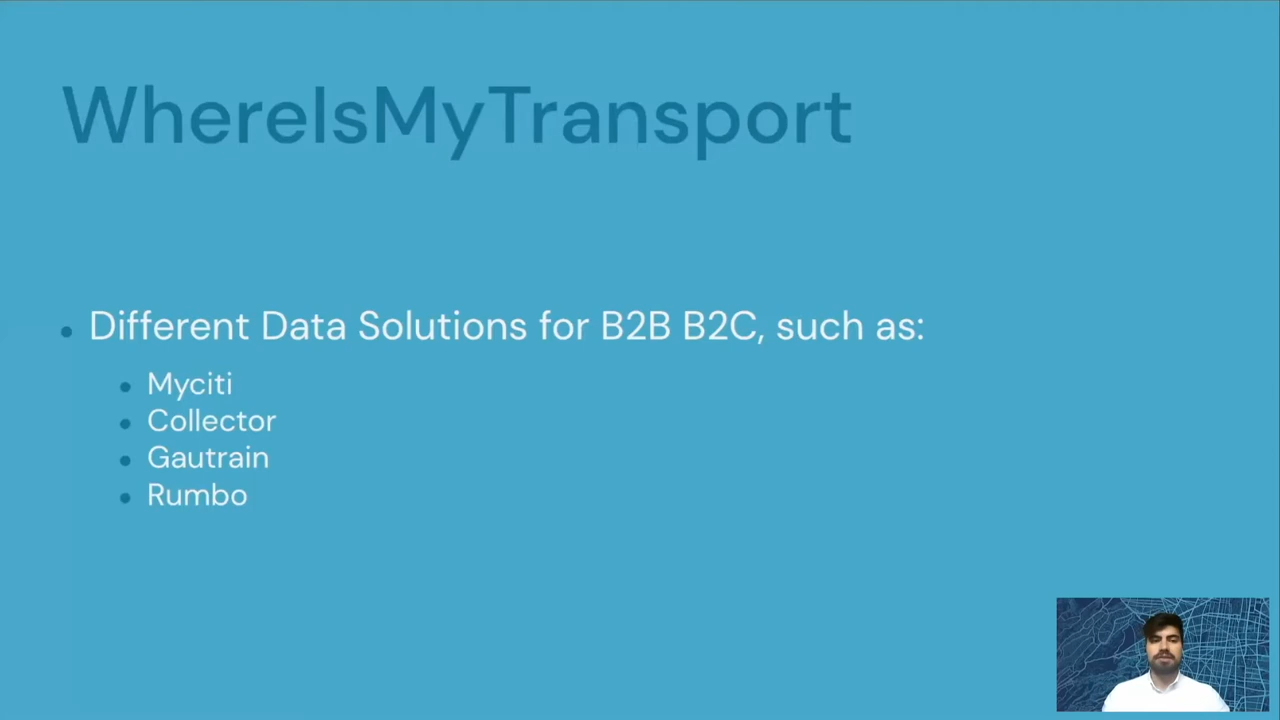 WhereIsMyTransport
• Different Data Solutions for B2B B2C, such as:
• Myciti
• Collector
• Gautrain
• Rumbo